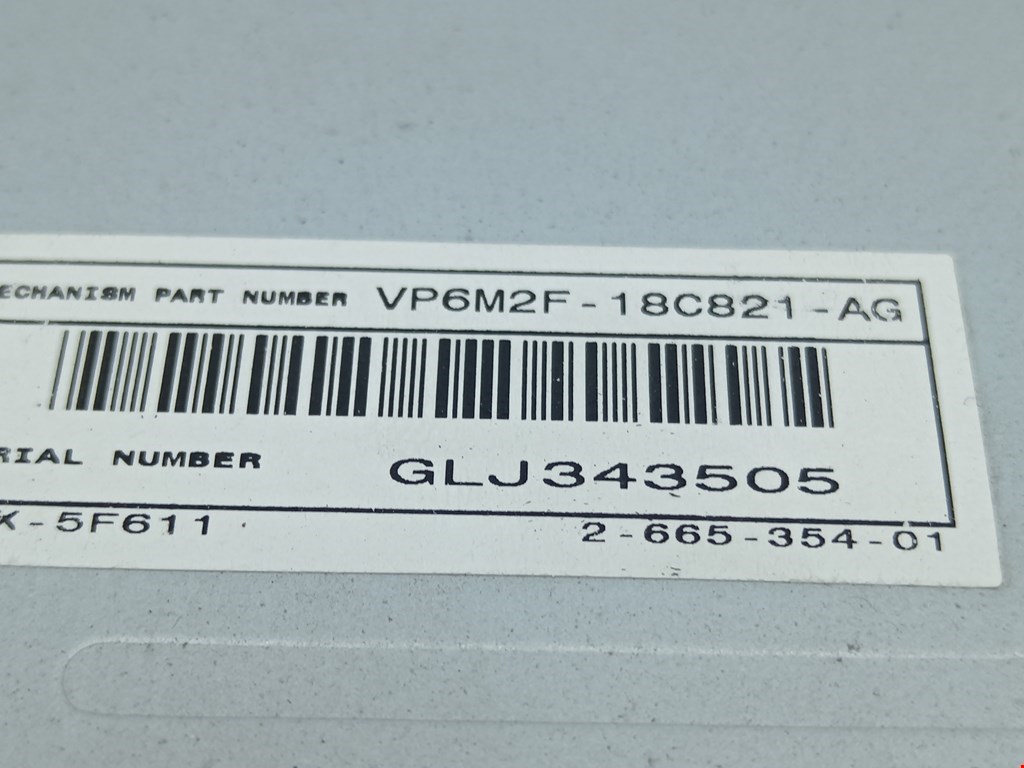 ECHANISM PART NUMBER VP6M2F-18C821-AG
RIAL NUMBER GLJ343505
X-5F611 2-665-354-01